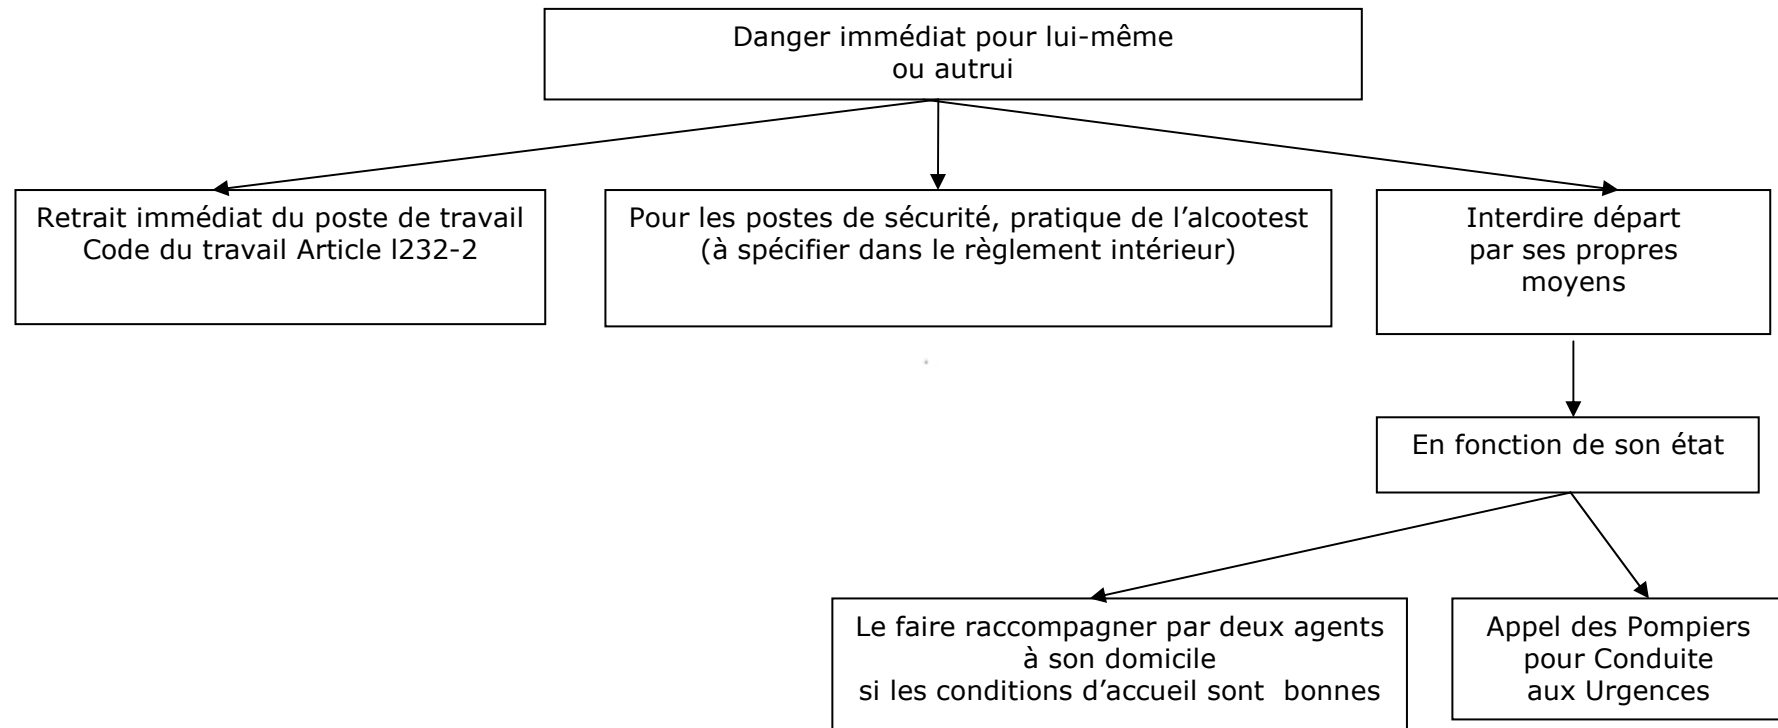 Danger immédiat pour lui-même
ou autrui
Retrait immédiat du poste de travail
Code du travail Article l232-2
Pour les postes de sécurité, pratique de l’alcootest
(à spécifier dans le règlement intérieur)
Interdire départ
par ses propres
moyens
En fonction de son état
Le faire raccompagner par deux agents
à son domicile
si les conditions d’accueil sont  bonnes
Appel des Pompiers
pour Conduite
aux Urgences